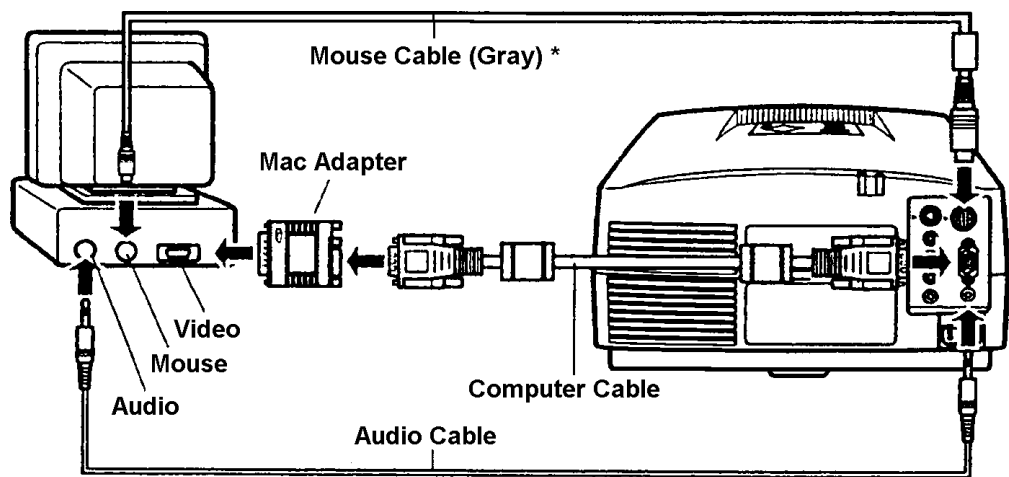 Mouse Cable (Gray) *
Mac Adapter
Video
Mouse
Computer Cable
Audio
Audio Cable